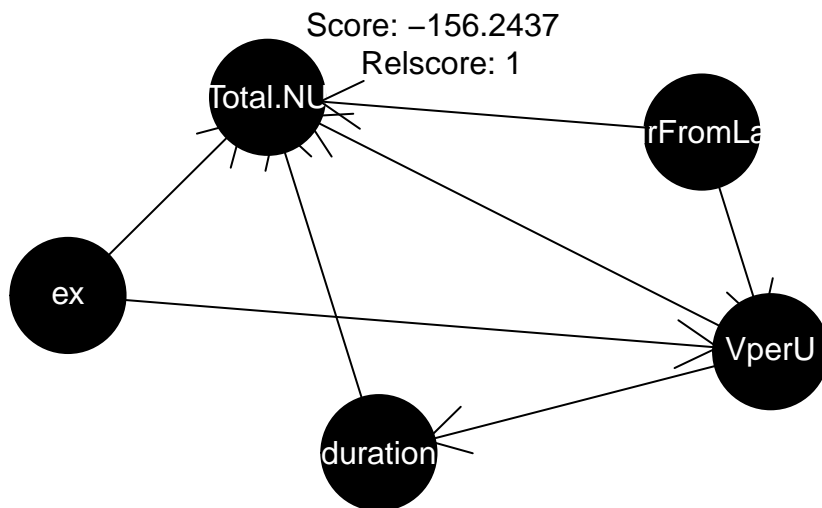 Score: –156.2437
Relscore: 1
Total.NU
rFromLa
ex
VperU
duration